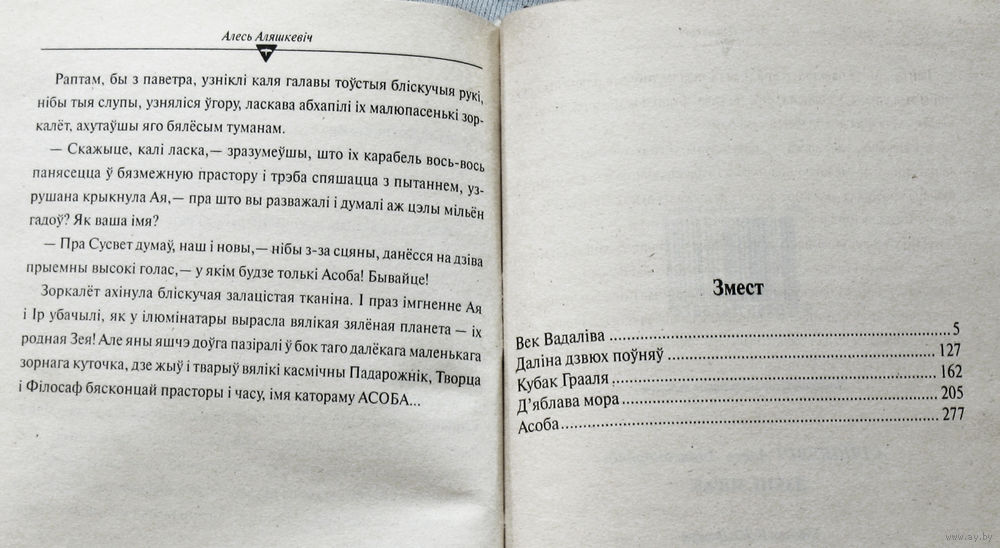 Алесь Аляшкевіч
Раптам, бы з паветра, узніклі каля галавы тоўстыя бліскучыя рукі,
нібы тыя слупы, узняліся ўгору, ласкава абхапілі іх малюпасенькі зор-
калёт, ахутаўшы яго бялёсым туманам.
— Скажыце, калі ласка,— зразумеўшы, што іх карабель вось-вось
панясецца ў бязмежную прастору і трэба спяшацца з пытаннем, уз-
рушана крыкнула Ая,— пра што вы разважалі і думалі аж цэлы мільён
гадоў? Як ваша імя?
— Пра Сусвет думаў, наш і новы,— нібы з-за сцяны, данёсся на дзіва
прыемны высокі голас,— у якім будзе толькі Асоба! Бывайце!
Зоркалёт ахінула бліскучая залацістая тканіна. І праз імгненне Ая
і Ір убачылі, як у ілюмінатары вырасла вялікая зялёная планета — іх
родная Зея! Але яны яшчэ доўга пазіралі ў бок таго далёкага маленькага
зорнага куточка, дзе жыў і тварыў вялікі касмічны Падарожнік, Творца
і Філосаф бясконцай прасторы і часу, імя катораму АСОБА...
Змест
Век Вадаліва 5
Даліна дзвюх поўняў 127
Кубак Грааля 162
Д’яблава мора 205
Асоба 277
www.ay.by